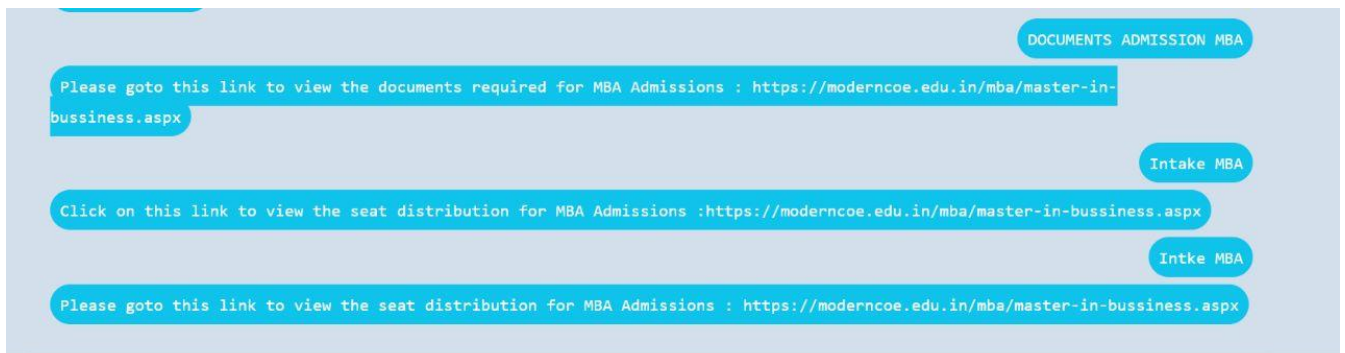 DOCUMENTS ADMISSION MBA
Please goto this link to view the documents required for MBA Admissions : https://moderncoe.edu.in/mba/master-in-
bussiness.aspx
Intake MBA
Click on this link to view the seat distribution for MBA Admissions :https://moderncoe.edu.in/mba/master-in-bussiness.aspx
Intke MBA
Please goto this link to view the seat distribution for MBA Admissions : https://moderncoe.edu.in/mba/master-in-bussiness.aspx